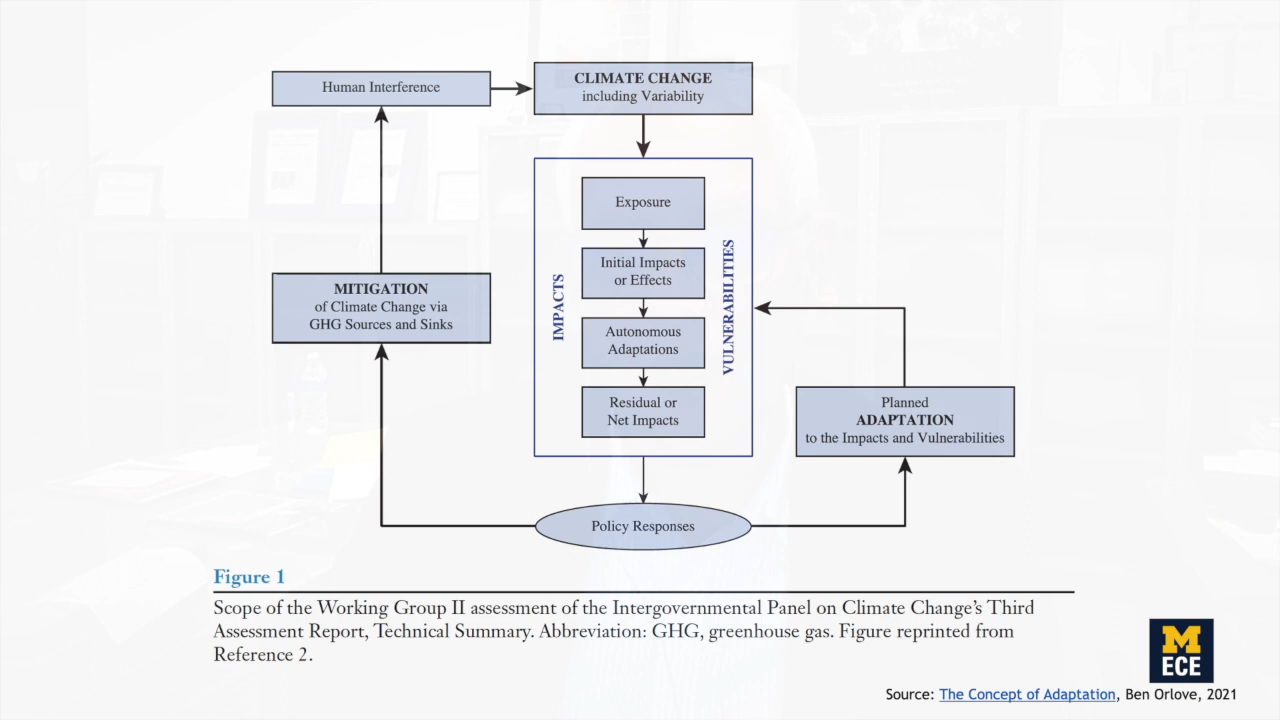 Human Interference
CLIMATE CHANGE
including Variability
Exposure
Initial Impacts
or Effects
Autonomous
Adaptations
Residual or
Net Impacts
IMPACTS
VULNERABILITIES
MITIGATION
of Climate Change via
GHG Sources and Sinks
Planned
ADAPTATION
to the Impacts and Vulnerabilities
Policy Responses
Figure 1
Scope of the Working Group II assessment of the Intergovernmental Panel on Climate Change's Third
Assessment Report, Technical Summary. Abbreviation: GHG, greenhouse gas. Figure reprinted from
Reference 2.
M
ECE
Source: The Concept of Adaptation, Ben Orlove, 2021